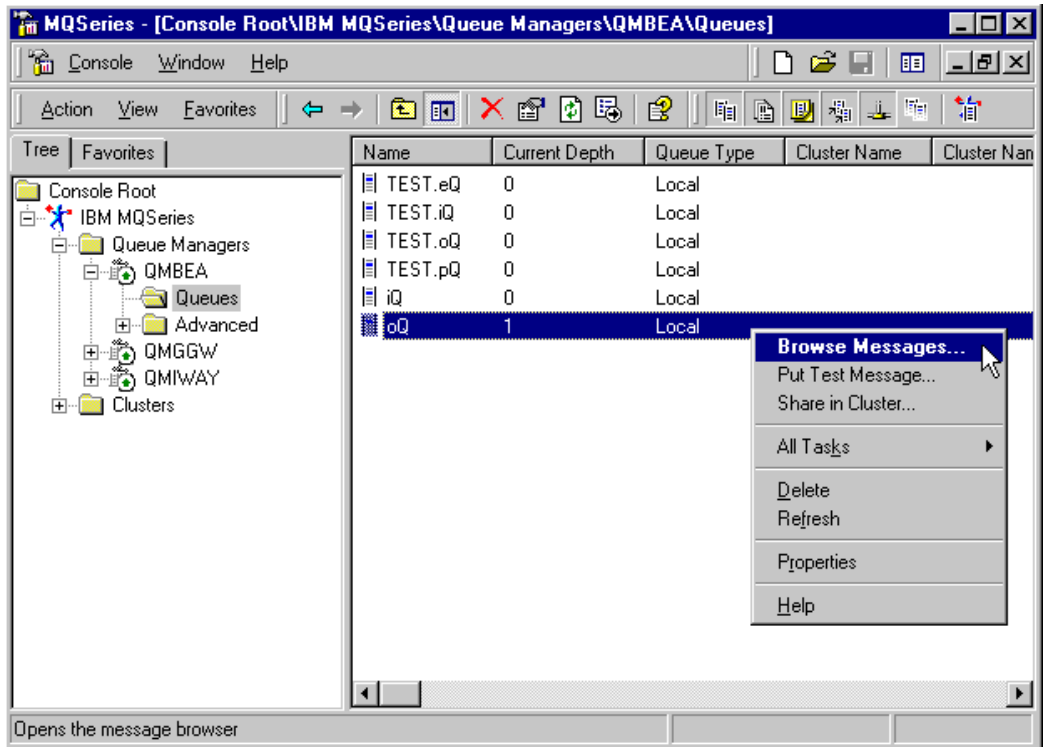 MQSeries - [Console Root\IBM MQSeries\Queue Managers\QMBEA\Queues]
Console Window Help
Action View Favorites
Tree Favorites
Console Root
IBM MQSeries
Queue Managers
QMBEA
Queues
Advanced
QMGGW
QMIWAY
Clusters
Name Current Depth Queue Type Cluster Name Cluster Nan
TEST.eQ 0 Local
TEST.iQ 0 Local
TEST.oQ 0 Local
TEST.pQ 0 Local
iQ 0 Local
oQ 1 Local
Browse Messages...
Put Test Message...
Share in Cluster...
All Tasks
Delete
Refresh
Properties
Help
Opens the message browser